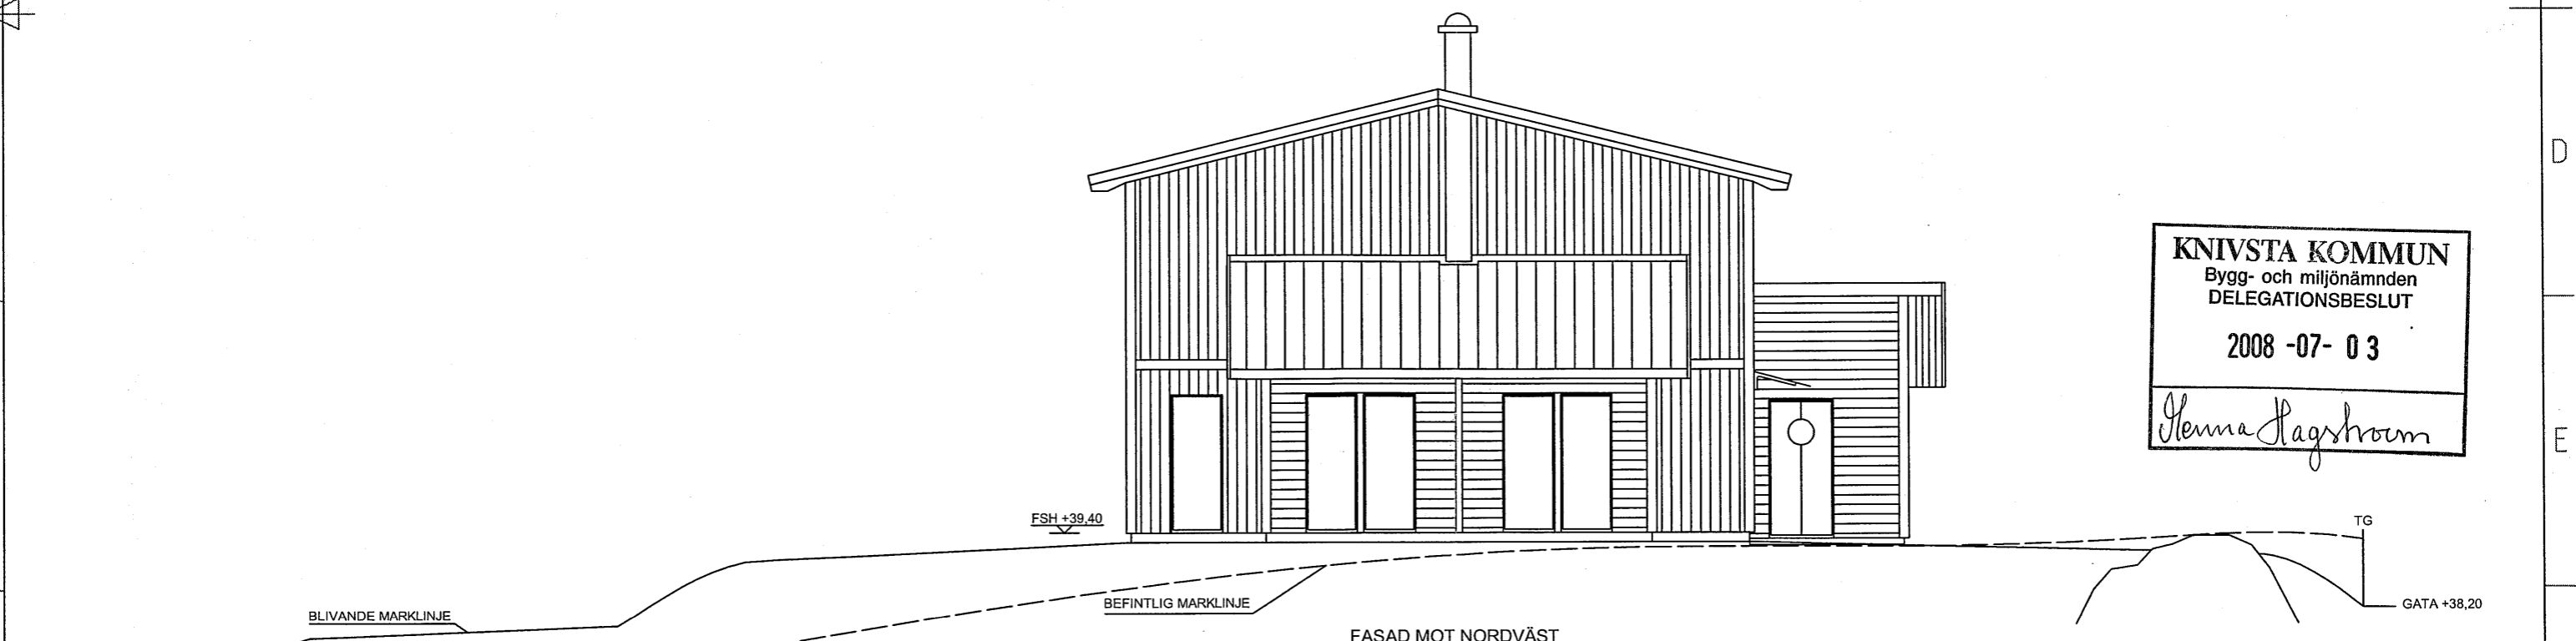 D
KNIVSTA KOMMUN
Bygg- och miljönämnden
DELEGATIONSBESLUT
2008 -07- 03
Hagstroem
E
FSH +39,40
TG
BLIVANDE MARKLINJE
BEFINTLIG MARKLINJE
GATA +38,20
FASAD MOT NORDVÄST